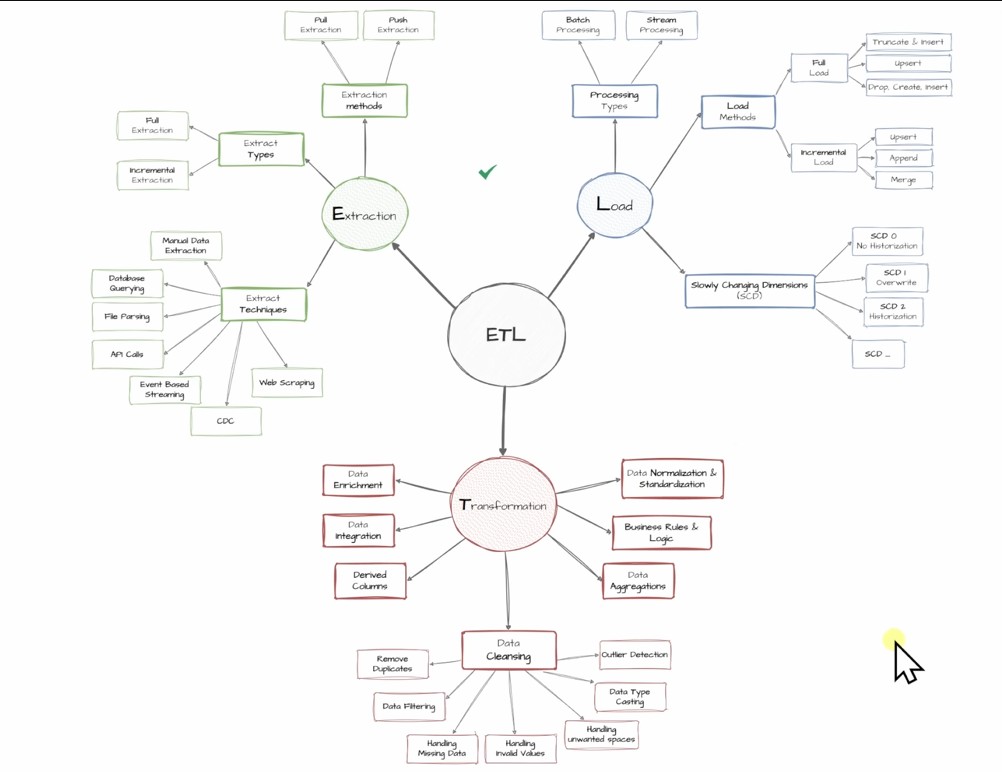 Pull
Extraction
Push
Extraction
Extraction
methods
Full
Extraction
Incremental
Extraction
Extract
Types
Extraction
Manual Data
Extraction
Database
Querying
File Parsing
API Calls
Event Based
Streaming
CDC
Web Scraping
Extract
Techniques
ETL
Batch
Processing
Stream
Processing
Processing
Types
Load
Load
Methods
Full
Load
Truncate & Insert
Upsert
Drop, Create, Insert
Incremental
Load
Upsert
Append
Merge
Slowly Changing Dimensions
(SCD)
SCD 0
No Historization
SCD 1
Overwrite
SCD 2
Historization
SCD ...
Transformation
Data
Enrichment
Data
Integration
Derived
Columns
Data Normalization &
Standardization
Business Rules &
Logic
Data
Aggregations
Data
Cleansing
Remove
Duplicates
Data Filtering
Handling
Missing Data
Handling
Invalid Values
Handling
unwanted spaces
Data Type
Casting
Outlier Detection